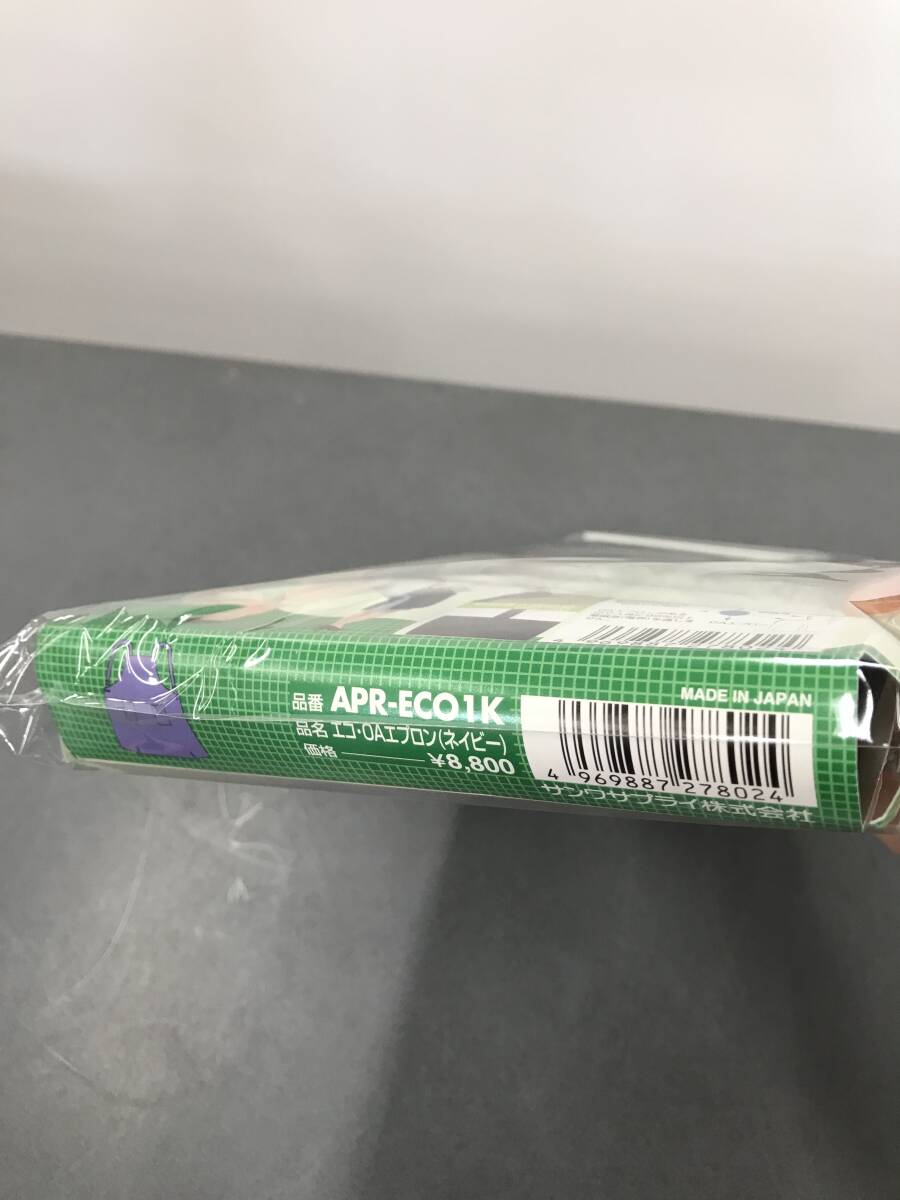 品番 APR-ECO1K
品名 エコ・OAエプロン(ネイビー)
価格 ¥8,800
MADE IN JAPAN
4 969887 278024
サンワサプライ株式会社